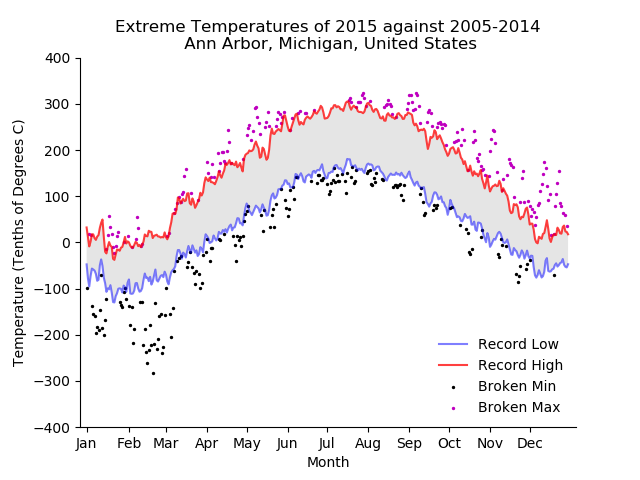 Extreme Temperatures of 2015 against 2005-2014
Ann Arbor, Michigan, United States
Temperature (Tenths of Degrees C)
400
300
200
100
0
−100
−200
−300
−400
Jan Feb Mar Apr May Jun Jul Aug Sep Oct Nov Dec
Month
Record Low
Record High
Broken Min
Broken Max